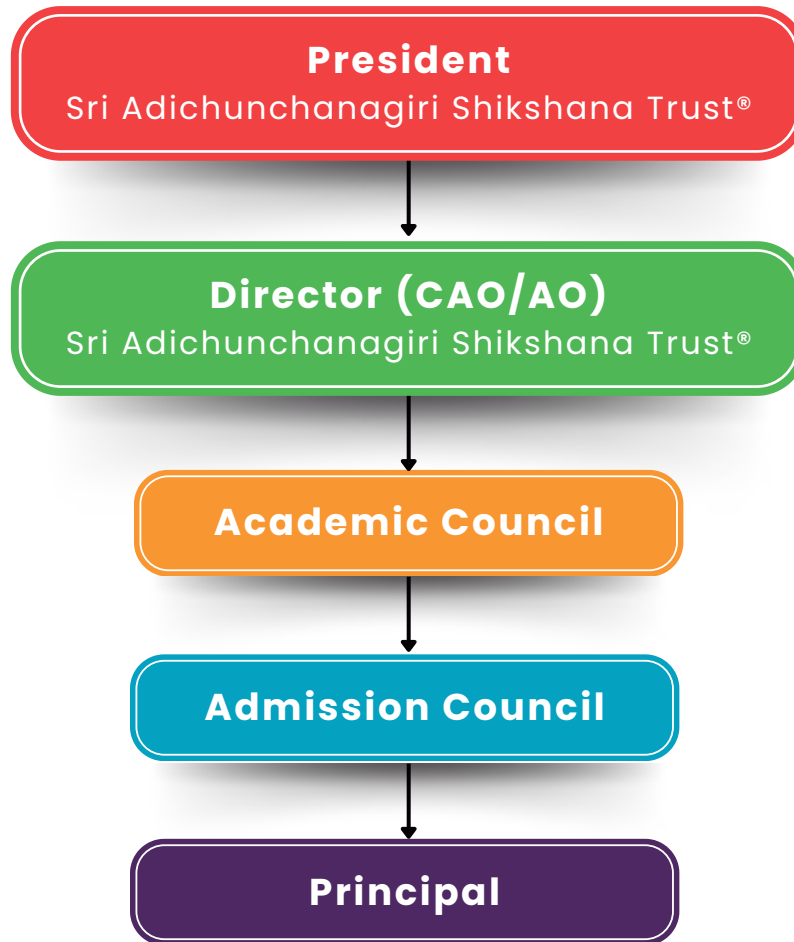 President
Sri Adichunchanagiri Shikshana Trust®
Director (CAO/AO)
Sri Adichunchanagiri Shikshana Trust®
Academic Council
Admission Council
Principal